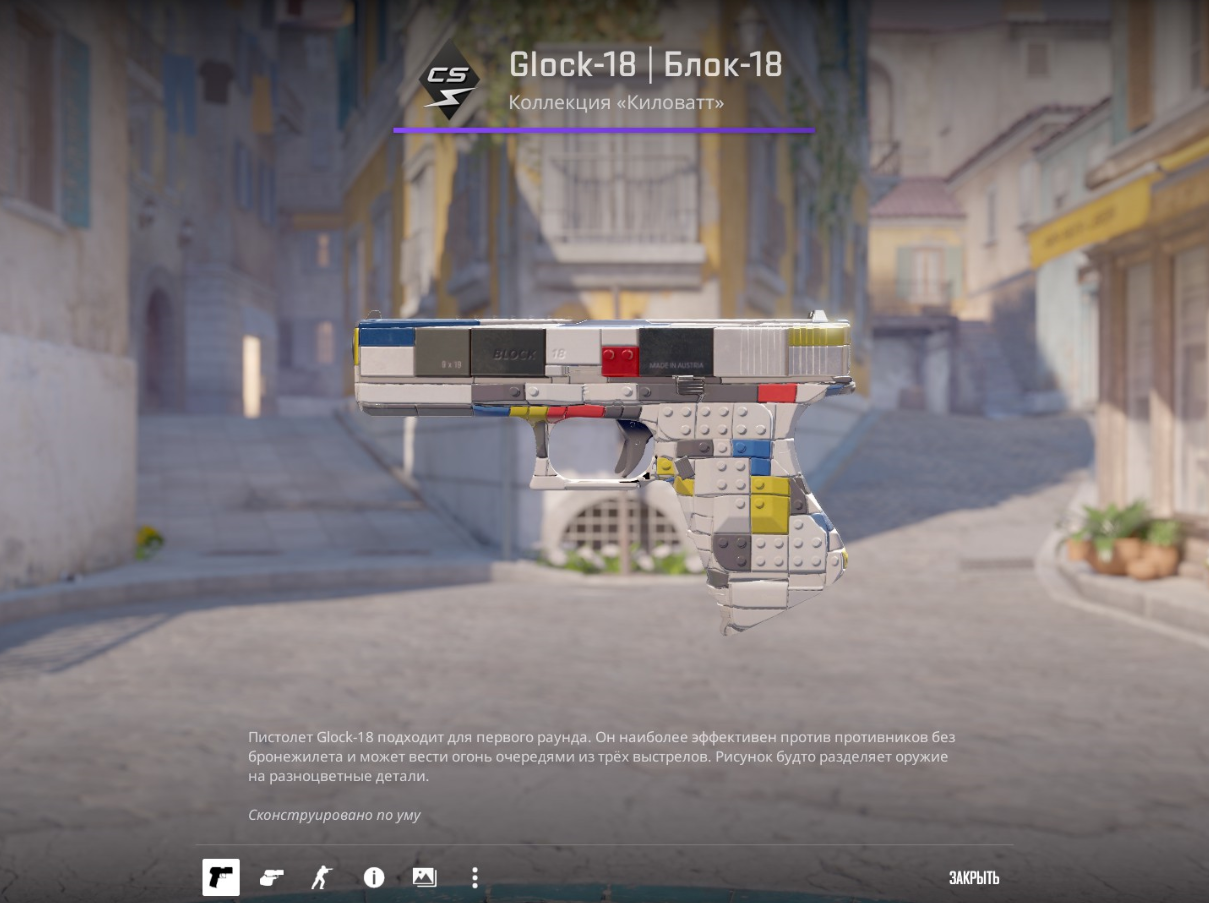 CS
Glock-18 | Блок-18
Коллекция «Киловатт»
BLOCK 18
MADE IN AUSTRIA
Пистолет Glock-18 подходит для первого раунда. Он наиболее эффективен против противников без
бронежилета и может вести огонь очередями из трёх выстрелов. Рисунок будто разделяет оружие
на разноцветные детали.
Сконструировано по уму
ЗАКРЫТЬ